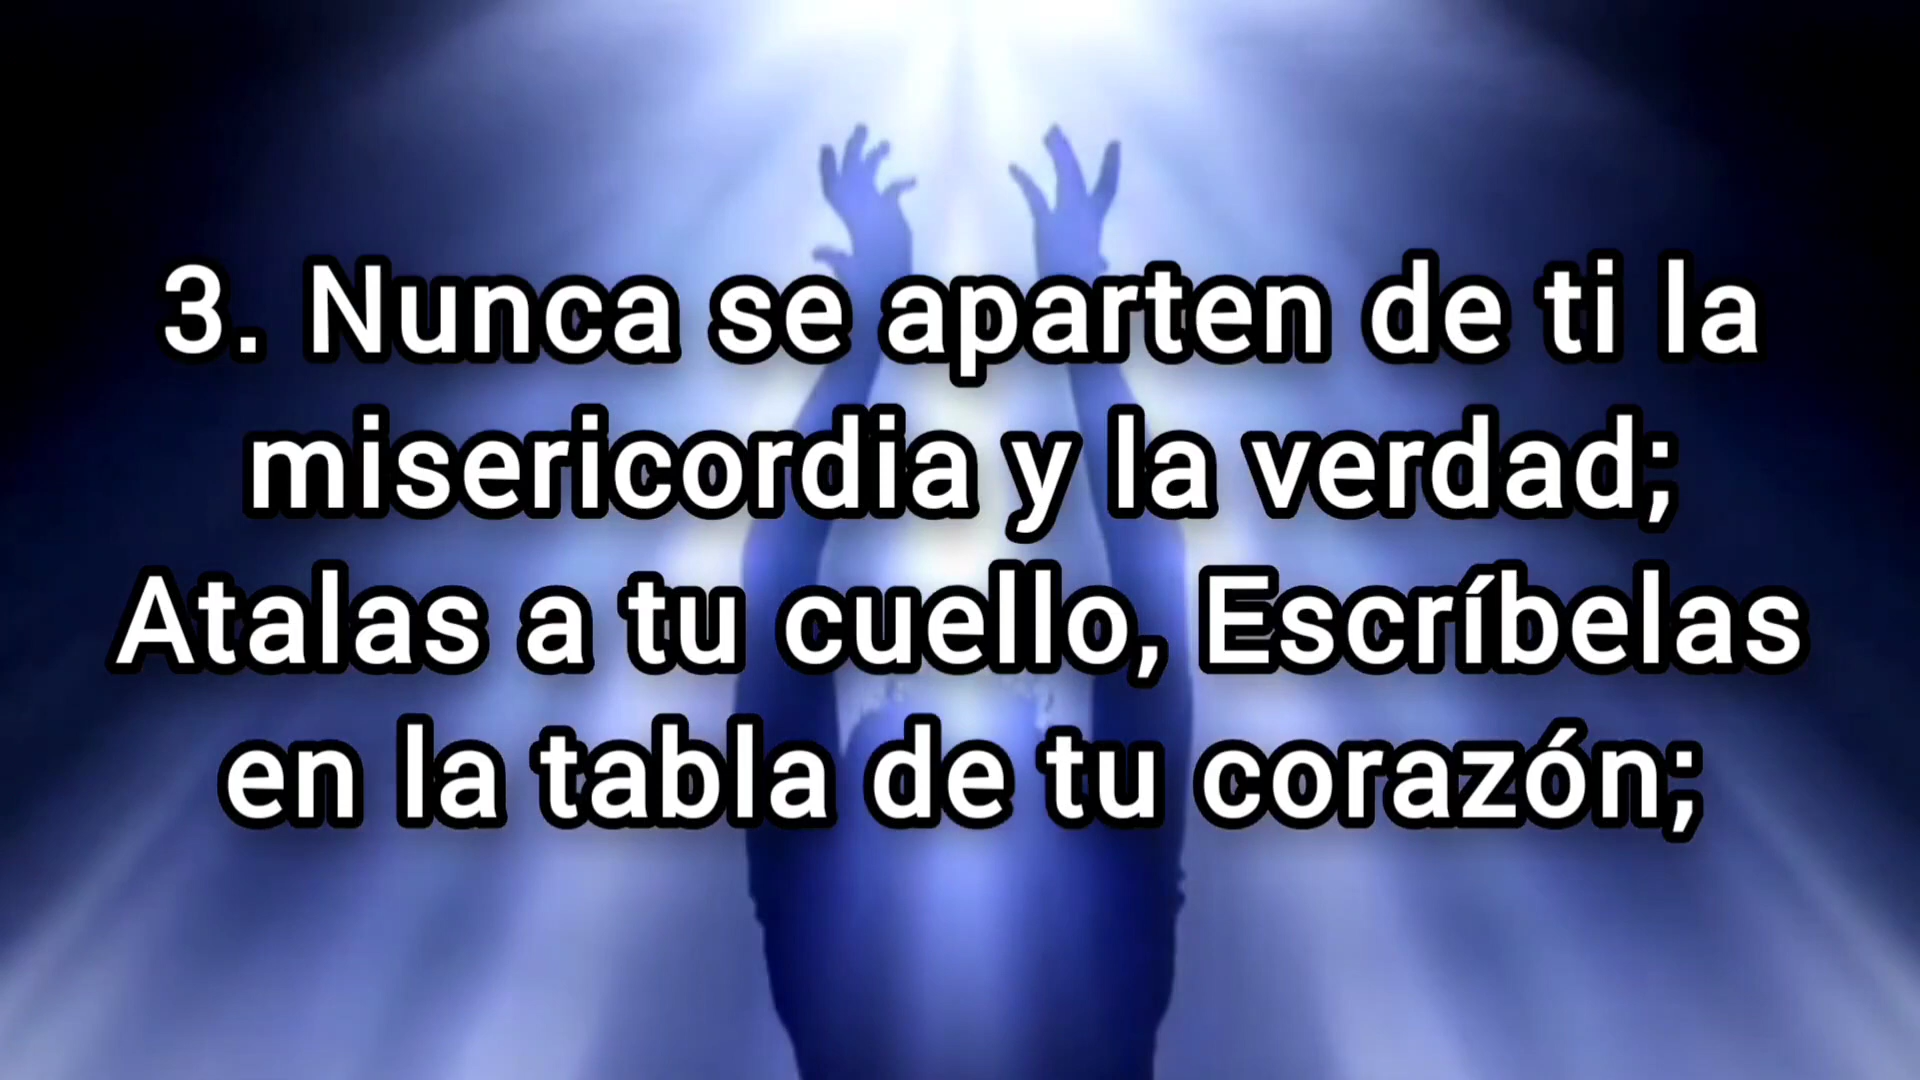 3. Nunca se aparten de ti la
misericordia y la verdad;
Atalas a tu cuello, Escríbelas
en la tabla de tu corazón;